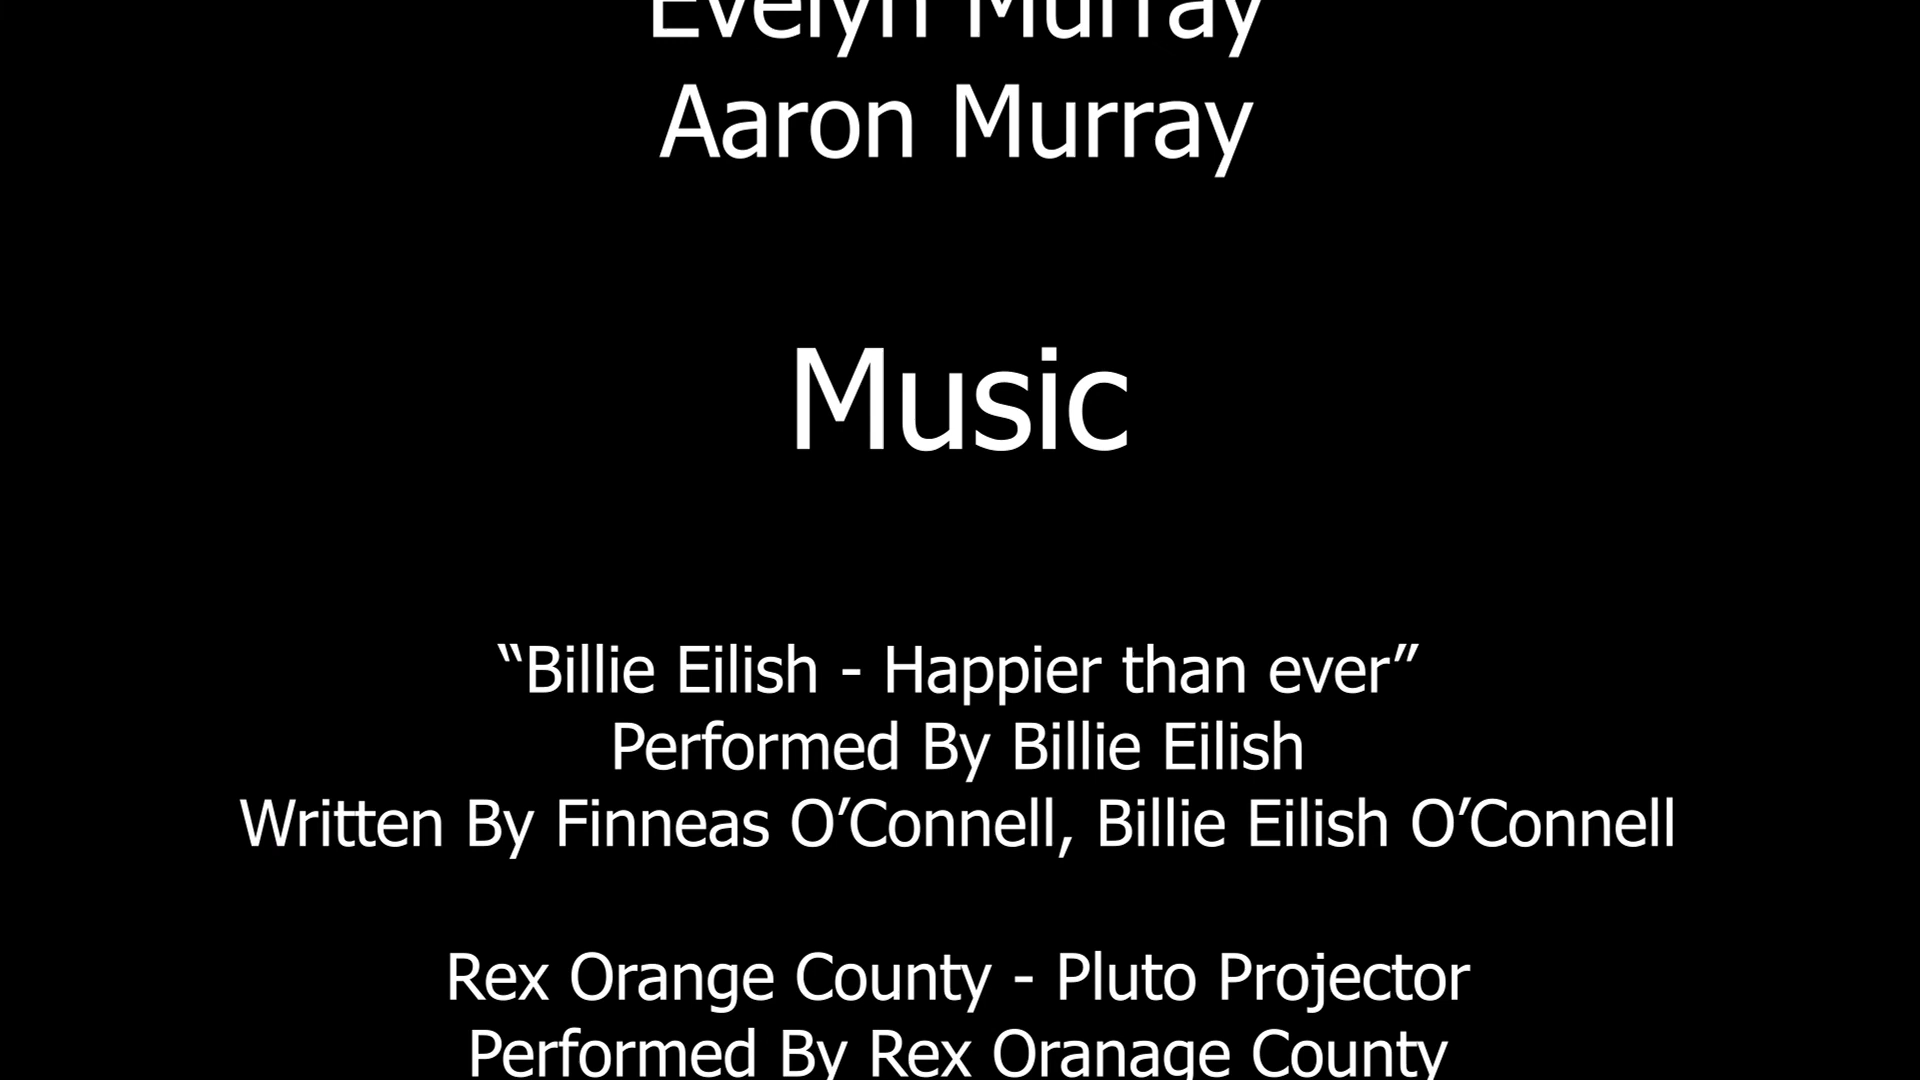 Evelyn Murray
Aaron Murray
Music
“Billie Eilish - Happier than ever”
Performed By Billie Eilish
Written By Finneas O’Connell, Billie Eilish O’Connell
Rex Orange County - Pluto Projector
Performed By Rex Oranage County